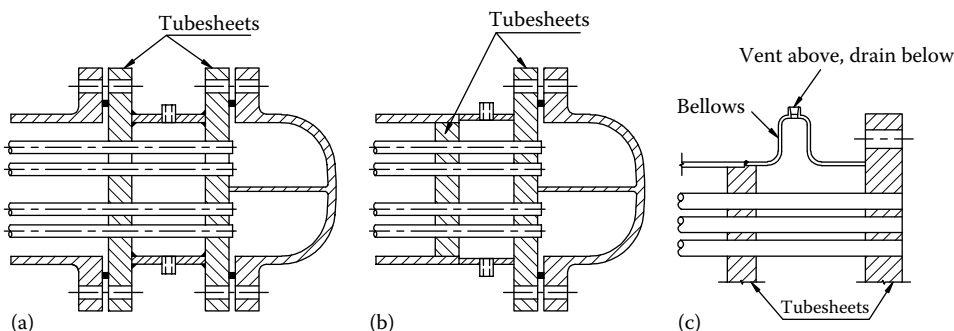 Tubesheets
Tubesheets
Vent above, drain below
Bellows
Tubesheets
(a)
(b)
(c)